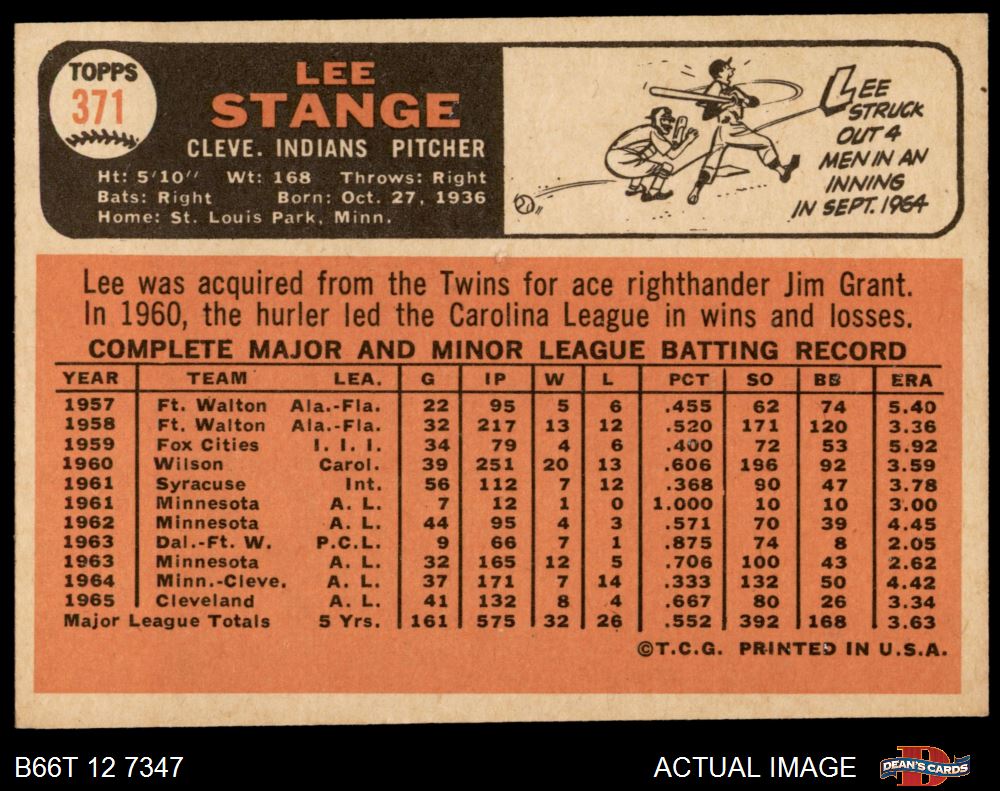 TOPPS
371
LEE
STANGE
CLEVE. INDIANS PITCHER
Ht: 5'10" Wt: 168 Throws: Right
Bats: Right Born: Oct. 27, 1936
Home: St. Louis Park, Minn.
LEE
STRUCK
OUT 4
MEN IN AN
INNING
IN SEPT. 1964
Lee was acquired from the Twins for ace righthander Jim Grant.
In 1960, the hurler led the Carolina League in wins and losses.
COMPLETE MAJOR AND MINOR LEAGUE BATTING RECORD
YEAR TEAM LEA. G IP W L PCT SO BB ERA
1957 Ft. Walton Ala.-Fla. 22 95 5 6 .455 62 74 5.40
1958 Ft. Walton Ala.-Fla. 32 217 13 12 .520 171 120 3.36
1959 Fox Cities I. I. I. 34 79 4 6 .400 72 53 5.92
1960 Wilson Carol. 39 251 20 13 .606 196 92 3.59
1961 Syracuse Int. 56 112 7 12 .368 90 47 3.78
1961 Minnesota A. L. 7 12 1 0 1.000 10 10 3.00
1962 Minnesota A. L. 44 95 4 3 .571 70 39 4.45
1963 Dal.-Ft. W. P.C.L. 9 66 7 1 .875 74 8 2.05
1963 Minnesota A. L. 32 165 12 5 .706 100 43 2.62
1964 Minn.-Cleve. A. L. 37 171 7 14 .333 132 50 4.42
1965 Cleveland A. L. 41 132 8 4 .667 80 26 3.34
Major League Totals 5 Yrs. 161 575 32 26 .552 392 168 3.63
©T.C.G. PRINTED IN U.S.A.
B66T 12 7347
ACTUAL IMAGE
DEAN'S CARDS